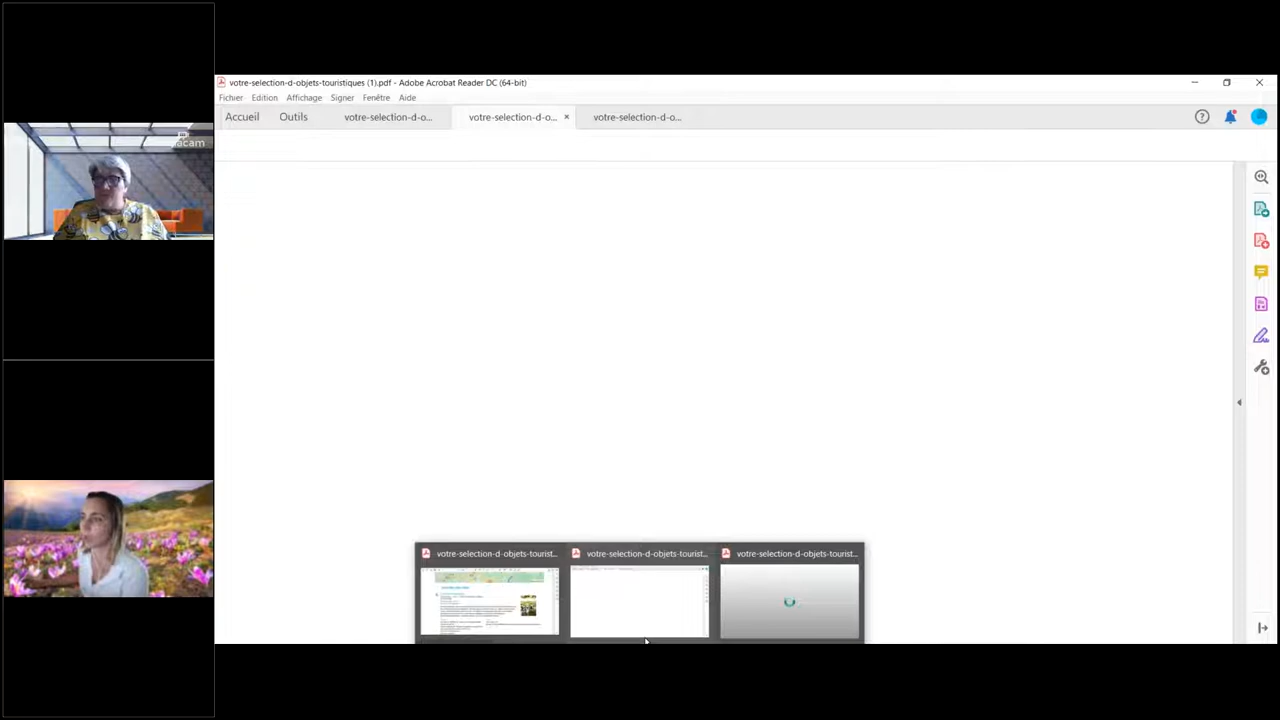 acam
votre-selection-d-objets-touristiques (1).pdf - Adobe Acrobat Reader DC (64-bit)
Fichier Edition Affichage Signer Fenêtre Aide
Accueil Outils votre-selection-d-o... votre-selection-d-o... × votre-selection-d-o...
votre-selection-d-objets-tourist... votre-selection-d-objets-tourist... votre-selection-d-objets-tourist...